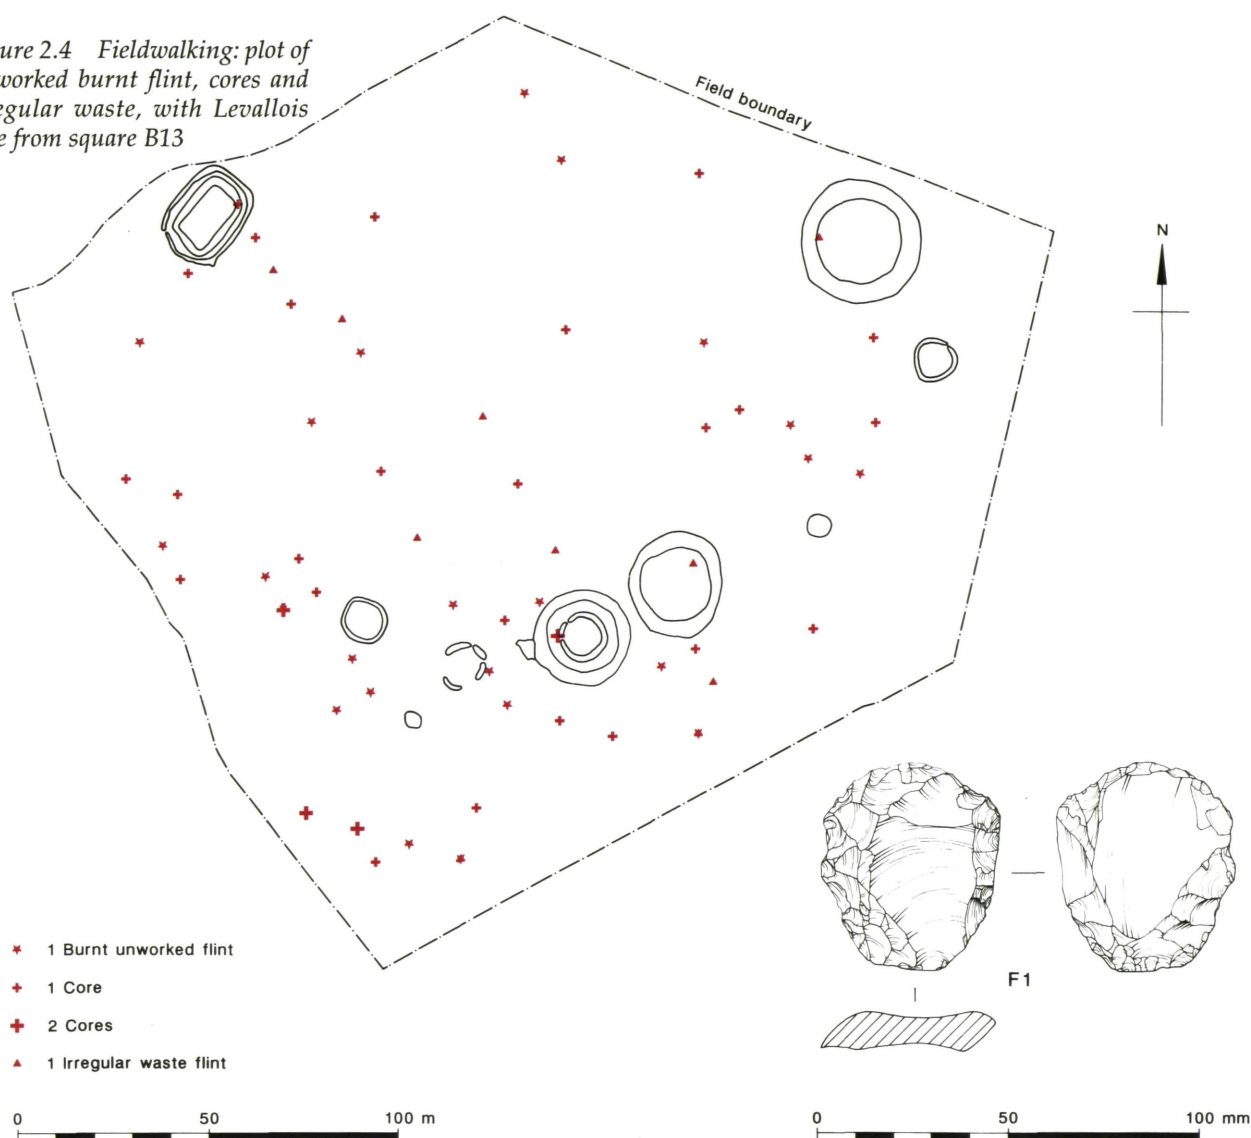 ure 2.4 Fieldwalking: plot of
worked burnt flint, cores and
egular waste, with Levallois
e from square B13
Field boundary
N
F1
1 Burnt unworked flint
1 Core
2 Cores
1 Irregular waste flint
0 50 100 m
0 50 100 mm